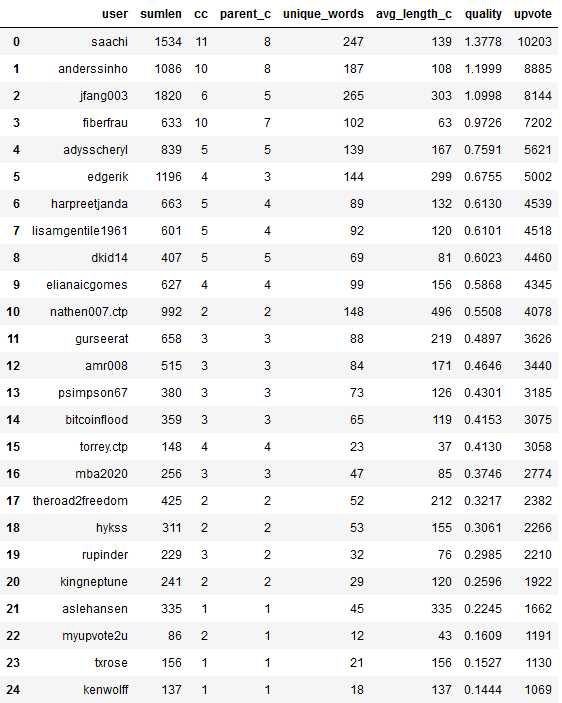 user sumlen cc parent_c unique_words avg_length_c quality upvote
0 saachi 1534 11 8 247 139 1.3778 10203
1 anderssinho 1086 10 8 187 108 1.1999 8885
2 jfang003 1820 6 5 265 303 1.0998 8144
3 fiberfrau 633 10 7 102 63 0.9726 7202
4 adysscheryl 839 5 5 139 167 0.7591 5621
5 edgerik 1196 4 3 144 299 0.6755 5002
6 harpreetjanda 663 5 4 89 132 0.6130 4539
7 lisamgentile1961 601 5 4 92 120 0.6101 4518
8 dkid14 407 5 5 69 81 0.6023 4460
9 elianaicgomes 627 4 4 99 156 0.5868 4345
10 nathen007.ctp 992 2 2 148 496 0.5508 4078
11 gurseerat 658 3 3 88 219 0.4897 3626
12 amr008 515 3 3 84 171 0.4646 3440
13 psimpson67 380 3 3 73 126 0.4301 3185
14 bitcoinflood 359 3 3 65 119 0.4153 3075
15 torrey.ctp 148 4 4 23 37 0.4130 3058
16 mba2020 256 3 3 47 85 0.3746 2774
17 theroad2freedom 425 2 2 52 212 0.3217 2382
18 hykss 311 2 2 53 155 0.3061 2266
19 rupinder 229 3 2 32 76 0.2985 2210
20 kingneptune 241 2 2 29 120 0.2596 1922
21 aslehansen 335 1 1 45 335 0.2245 1662
22 myupvote2u 86 2 1 12 43 0.1609 1191
23 txrose 156 1 1 21 156 0.1527 1130
24 kenwolff 137 1 1 18 137 0.1444 1069